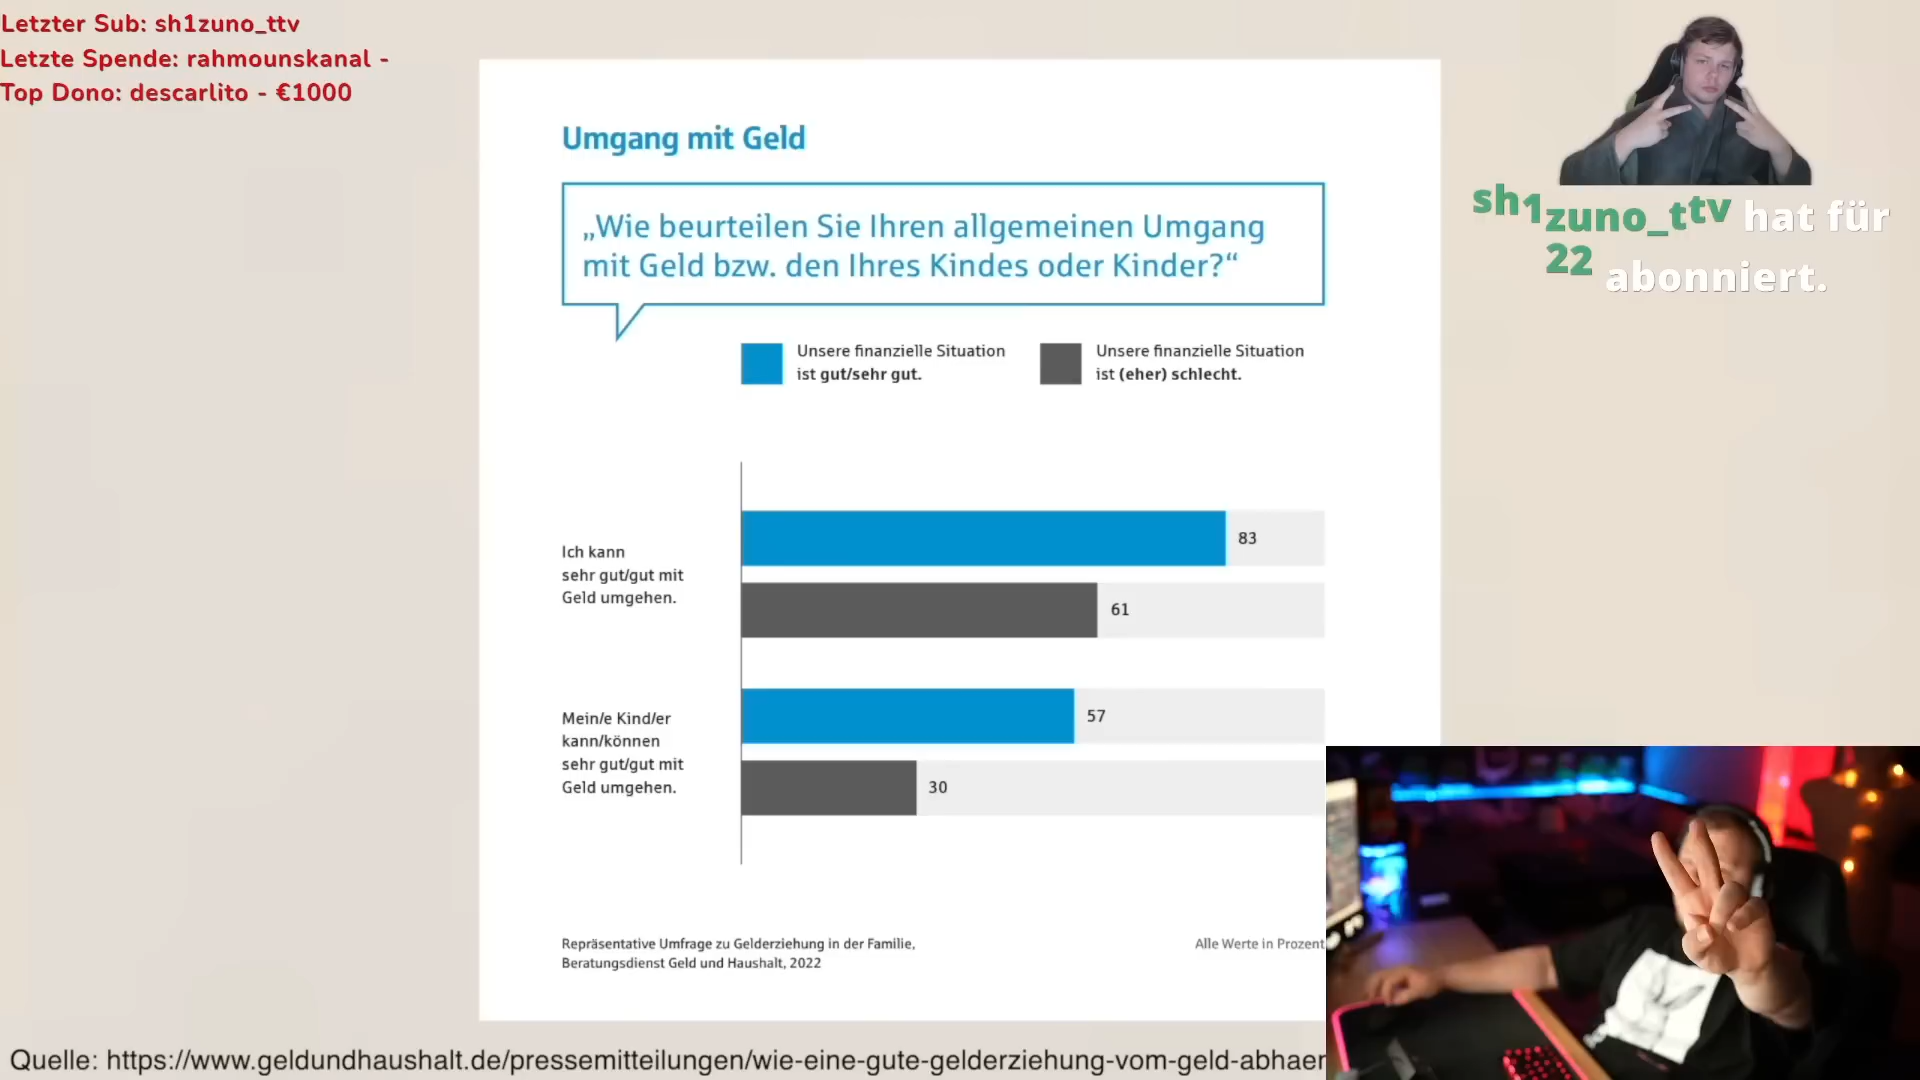 Letzter Sub: sh1zuno_ttv
Letzte Spende: rahmounskanal -
Top Dono: descarlito - €1000
Umgang mit Geld
„Wie beurteilen Sie Ihren allgemeinen Umgang
mit Geld bzw. den Ihres Kindes oder Kinder?“
Unsere finanzielle Situation
ist gut/sehr gut.
Unsere finanzielle Situation
ist (eher) schlecht.
sh1zuno_ttv hat für
22 abonniert.
Ich kann
sehr gut/gut mit
Geld umgehen.
83
61
Mein/e Kind/er
kann/können
sehr gut/gut mit
Geld umgehen.
57
30
Repräsentative Umfrage zu Gelderziehung in der Familie,
Beratungsdienst Geld und Haushalt, 2022
Alle Werte in Prozent
Quelle: https://www.geldundhaushalt.de/pressemitteilungen/wie-eine-gute-gelderziehung-vom-geld-abhaen